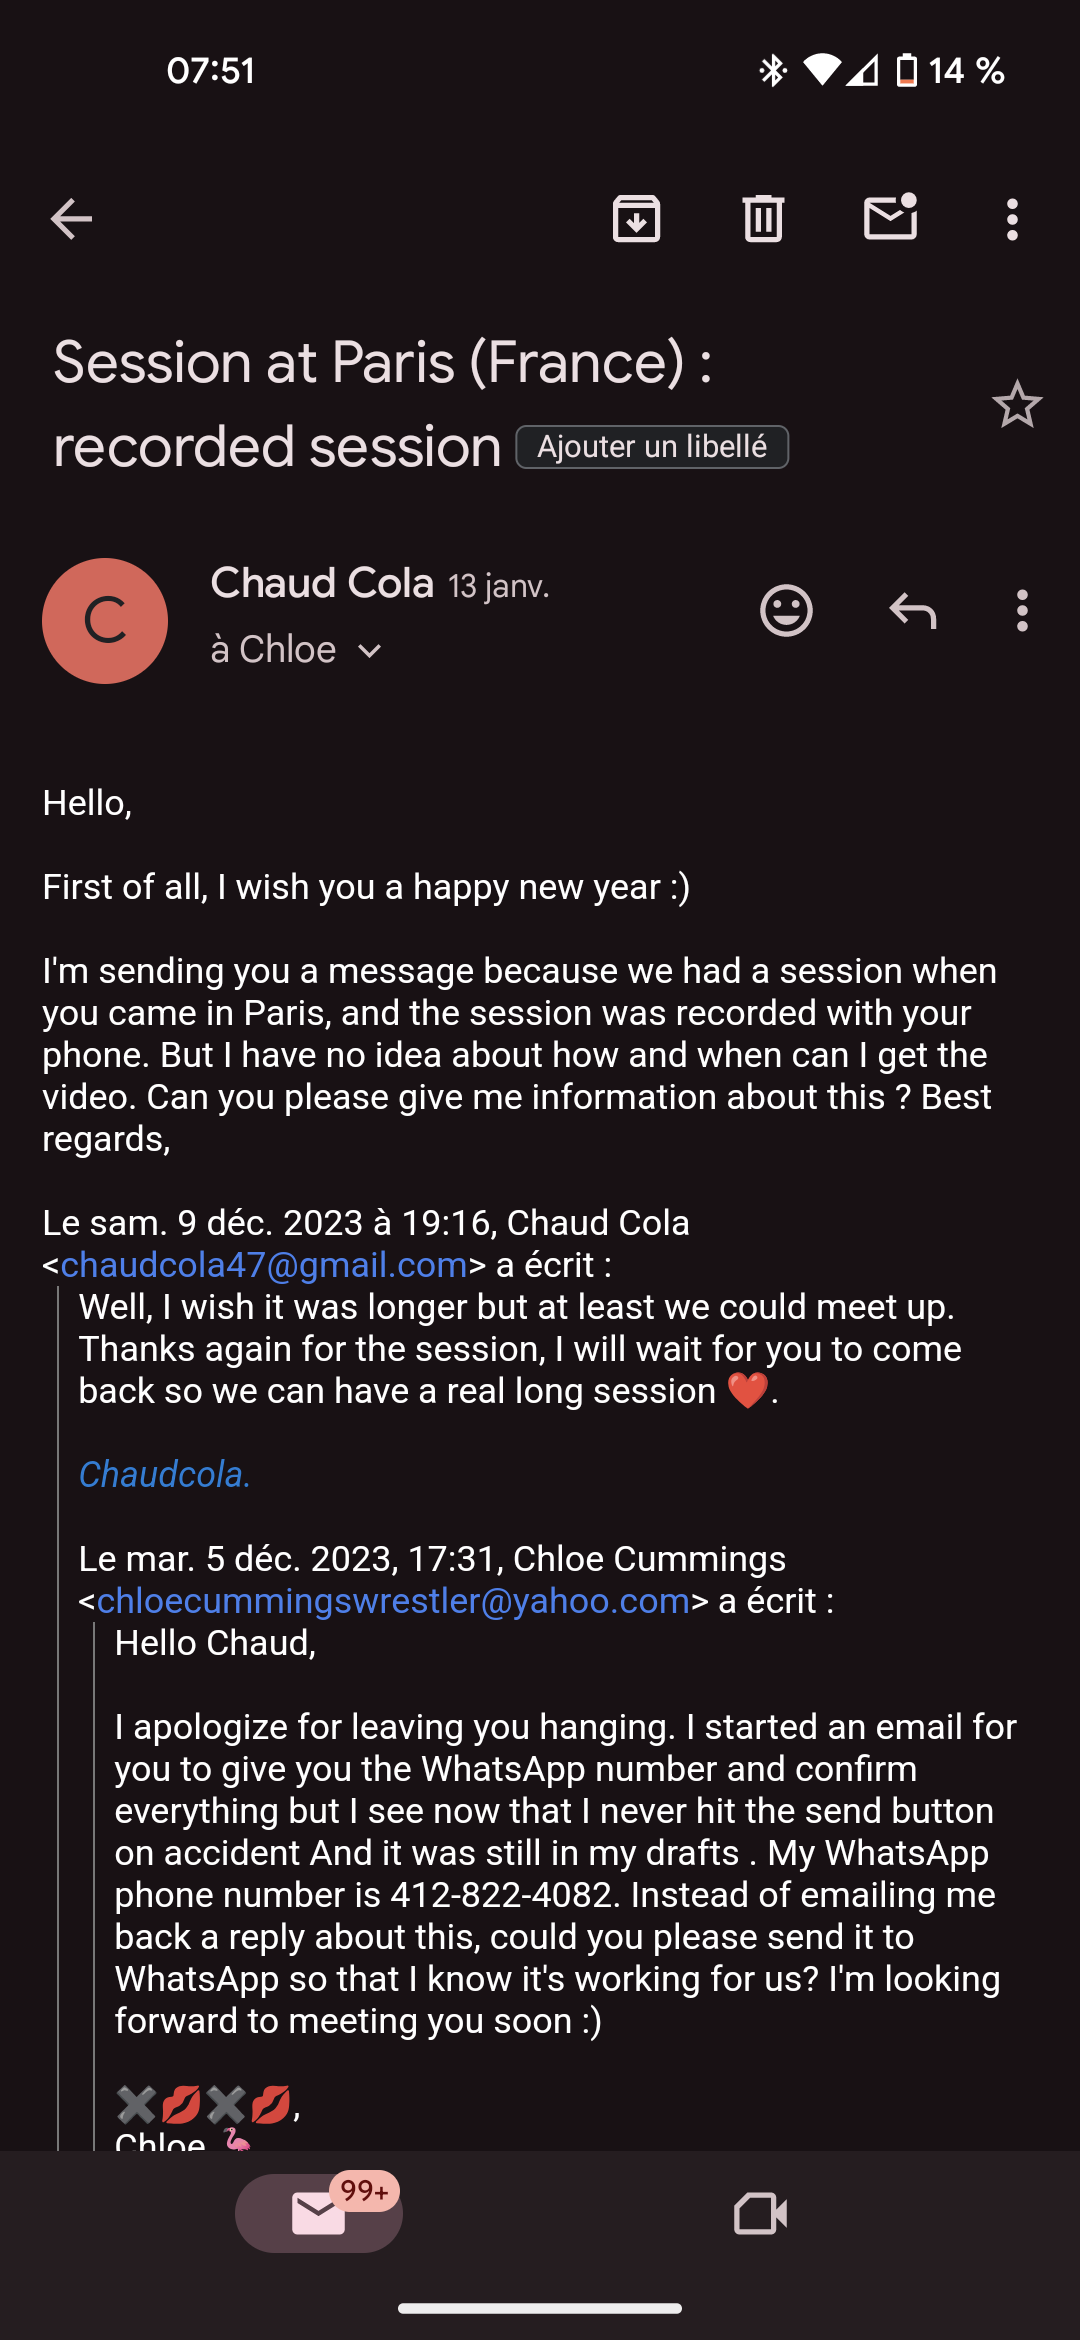 07:51
14 %
Session at Paris (France) :
recorded session Ajouter un libellé
C
Chaud Cola 13 janv.
à Chloe
Hello,
First of all, I wish you a happy new year :)
I'm sending you a message because we had a session when
you came in Paris, and the session was recorded with your
phone. But I have no idea about how and when can I get the
video. Can you please give me information about this ? Best
regards,
Le sam. 9 déc. 2023 à 19:16, Chaud Cola
<chaudcola47@gmail.com> a écrit :
Well, I wish it was longer but at least we could meet up.
Thanks again for the session, I will wait for you to come
back so we can have a real long session ❤️.
Chaudcola.
Le mar. 5 déc. 2023, 17:31, Chloe Cummings
<chloecummingswrestler@yahoo.com> a écrit :
Hello Chaud,
I apologize for leaving you hanging. I started an email for
you to give you the WhatsApp number and confirm
everything but I see now that I never hit the send button
on accident And it was still in my drafts . My WhatsApp
phone number is 412-822-4082. Instead of emailing me
back a reply about this, could you please send it to
WhatsApp so that I know it's working for us? I'm looking
forward to meeting you soon :)
✖️💋✖️💋,
Chloe 🦩
99+